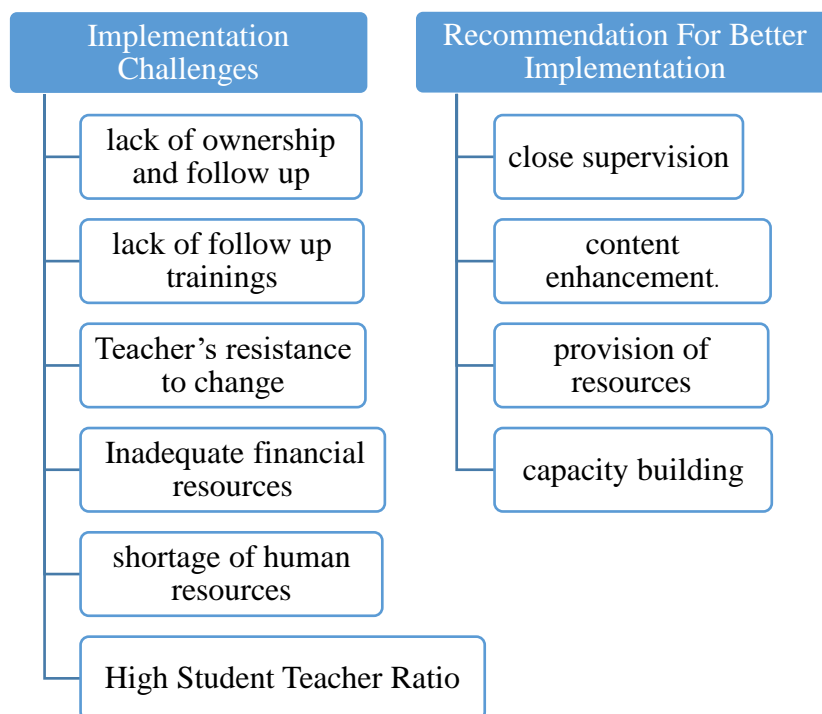 Implementation
Challenges
lack of ownership
and follow up
lack of follow up
trainings
Teacher’s resistance
to change
Inadequate financial
resources
shortage of human
resources
High Student Teacher Ratio
Recommendation For Better
Implementation
close supervision
content
enhancement.
provision of
resources
capacity building